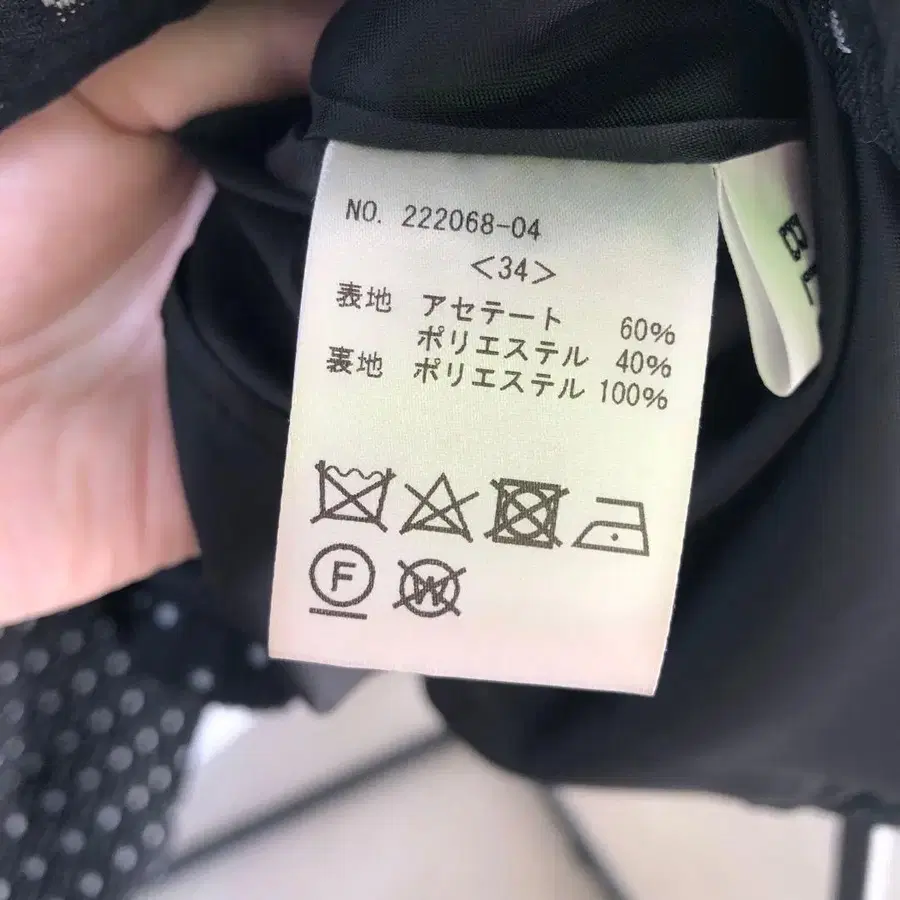 NO. 222068-04
<34>
表地 アセテート 60%
ポリエステル 40%
裏地 ポリエステル 100%
F
W